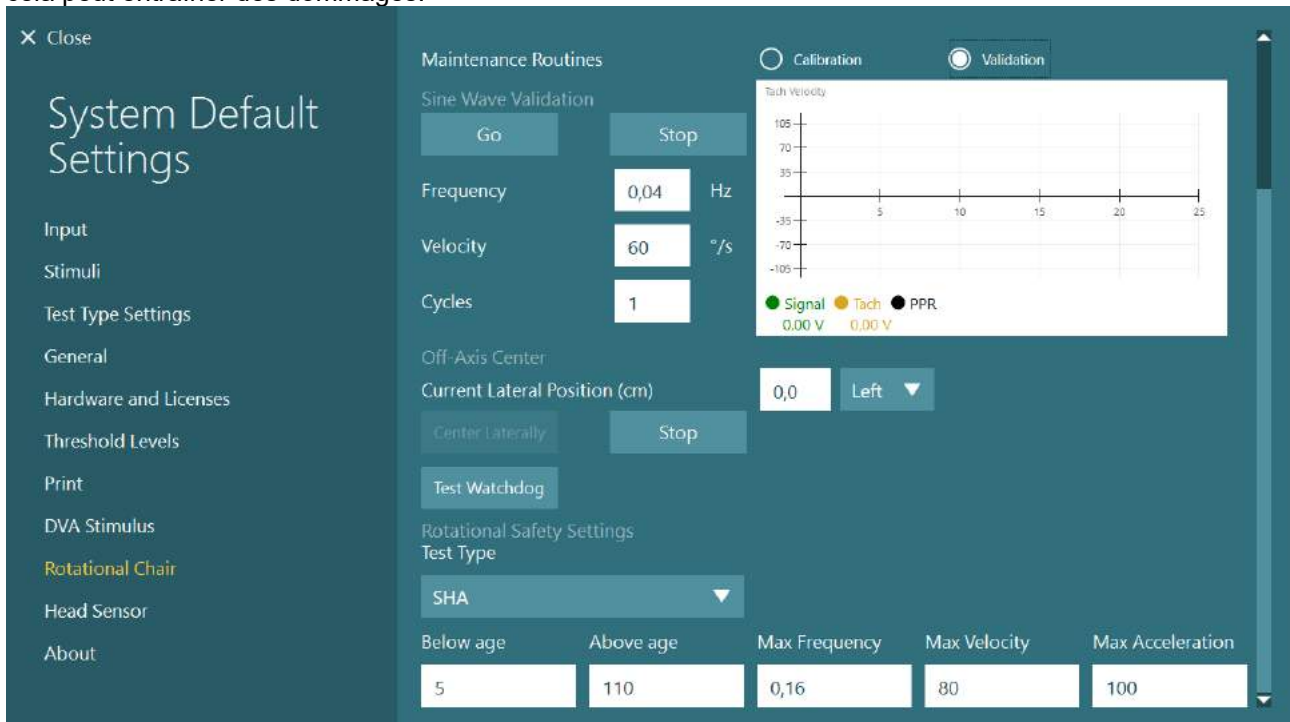 cela peut entraîner des dommages.
× Close
System Default
Settings
Input
Stimuli
Test Type Settings
General
Hardware and Licenses
Threshold Levels
Print
DVA Stimulus
Rotational Chair
Head Sensor
About
Maintenance Routines
Calibration Validation
Sine Wave Validation
Go Stop
Frequency 0,04 Hz
Velocity 60 °/s
Cycles 1
Tach Velocity
105
70
35
-35
-70
-105
5 10 15 20 25
Signal Tach PPR
0.00 V 0,00 V
Off-Axis Center
Current Lateral Position (cm) 0,0 Left
Center Laterally Stop
Test Watchdog
Rotational Safety Settings
Test Type
SHA
Below age Above age Max Frequency Max Velocity Max Acceleration
5 110 0,16 80 100